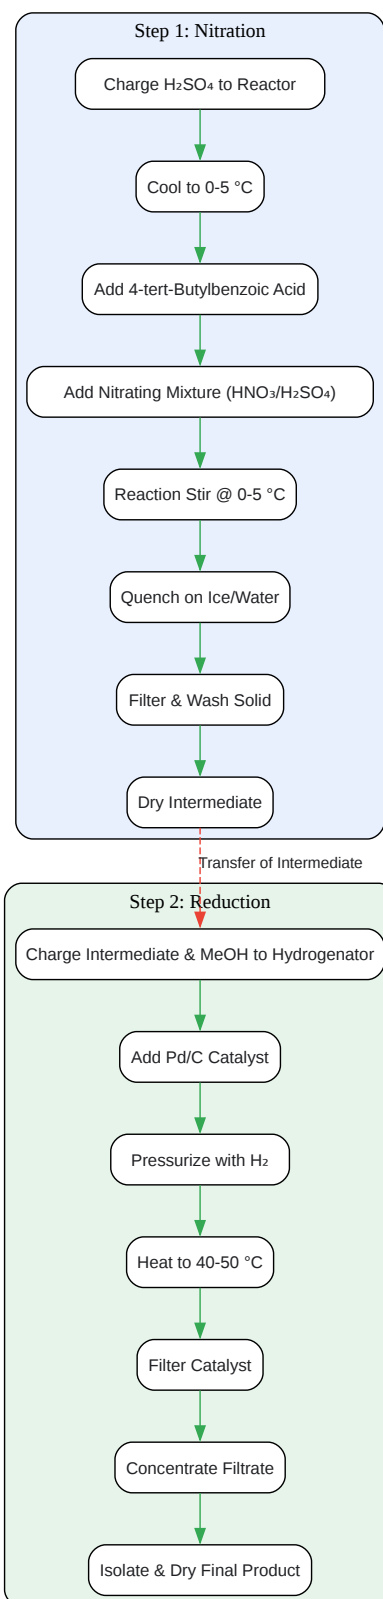 Step 1: Nitration
Charge H₂SO₄ to Reactor
Cool to 0-5 °C
Add 4-tert-Butylbenzoic Acid
Add Nitrating Mixture (HNO₃/H₂SO₄)
Reaction Stir @ 0-5 °C
Quench on Ice/Water
Filter & Wash Solid
Dry Intermediate
Transfer of Intermediate
Step 2: Reduction
Charge Intermediate & MeOH to Hydrogenator
Add Pd/C Catalyst
Pressurize with H₂
Heat to 40-50 °C
Filter Catalyst
Concentrate Filtrate
Isolate & Dry Final Product